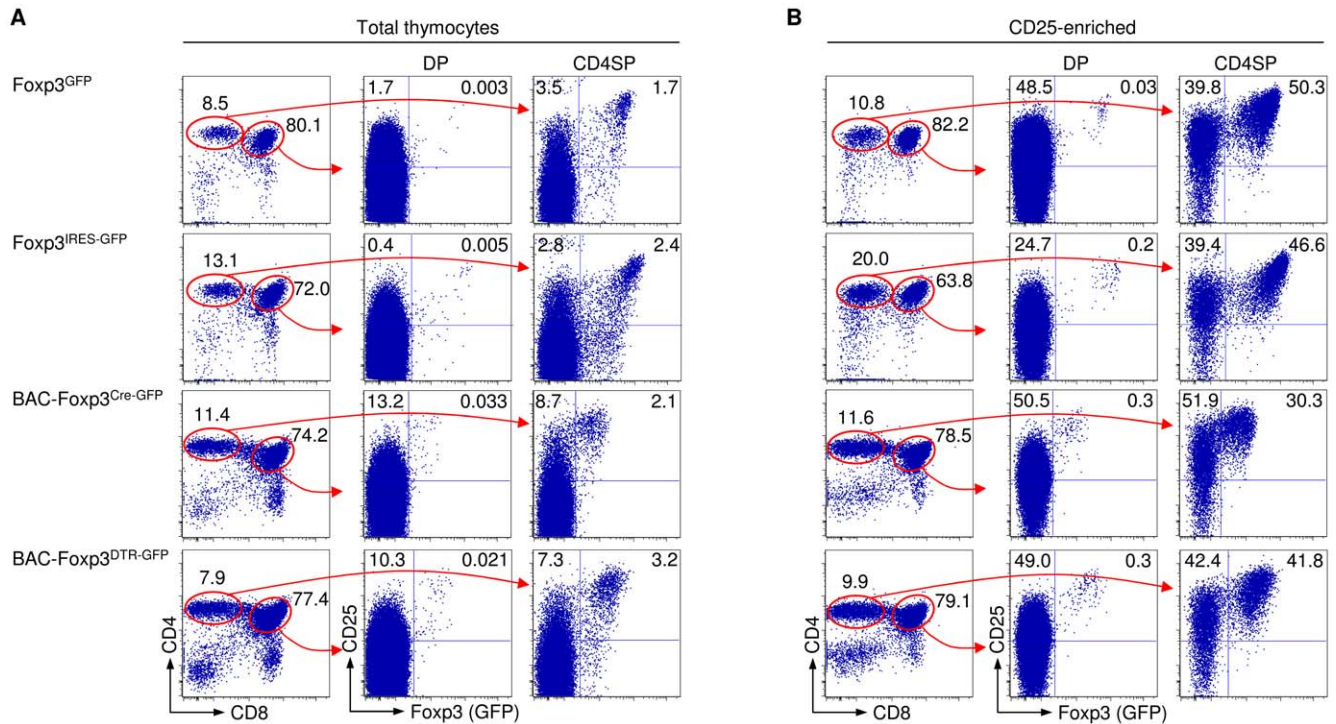 A
Total thymocytes
DP CD4SP
Foxp3GFP
8.5 80.1
1.7 0.003
3.5 1.7
Foxp3IRES-GFP
13.1 72.0
0.4 0.005
2.8 2.4
BAC-Foxp3Cre-GFP
11.4 74.2
13.2 0.033
8.7 2.1
BAC-Foxp3DTR-GFP
7.9 77.4
10.3 0.021
7.3 3.2
CD4
CD8
CD25
Foxp3 (GFP)
B
CD25-enriched
DP CD4SP
10.8 82.2
48.5 0.03
39.8 50.3
20.0 63.8
24.7 0.2
39.4 46.6
11.6 78.5
50.5 0.3
51.9 30.3
9.9 79.1
49.0 0.3
42.4 41.8
CD4
CD8
CD25
Foxp3 (GFP)